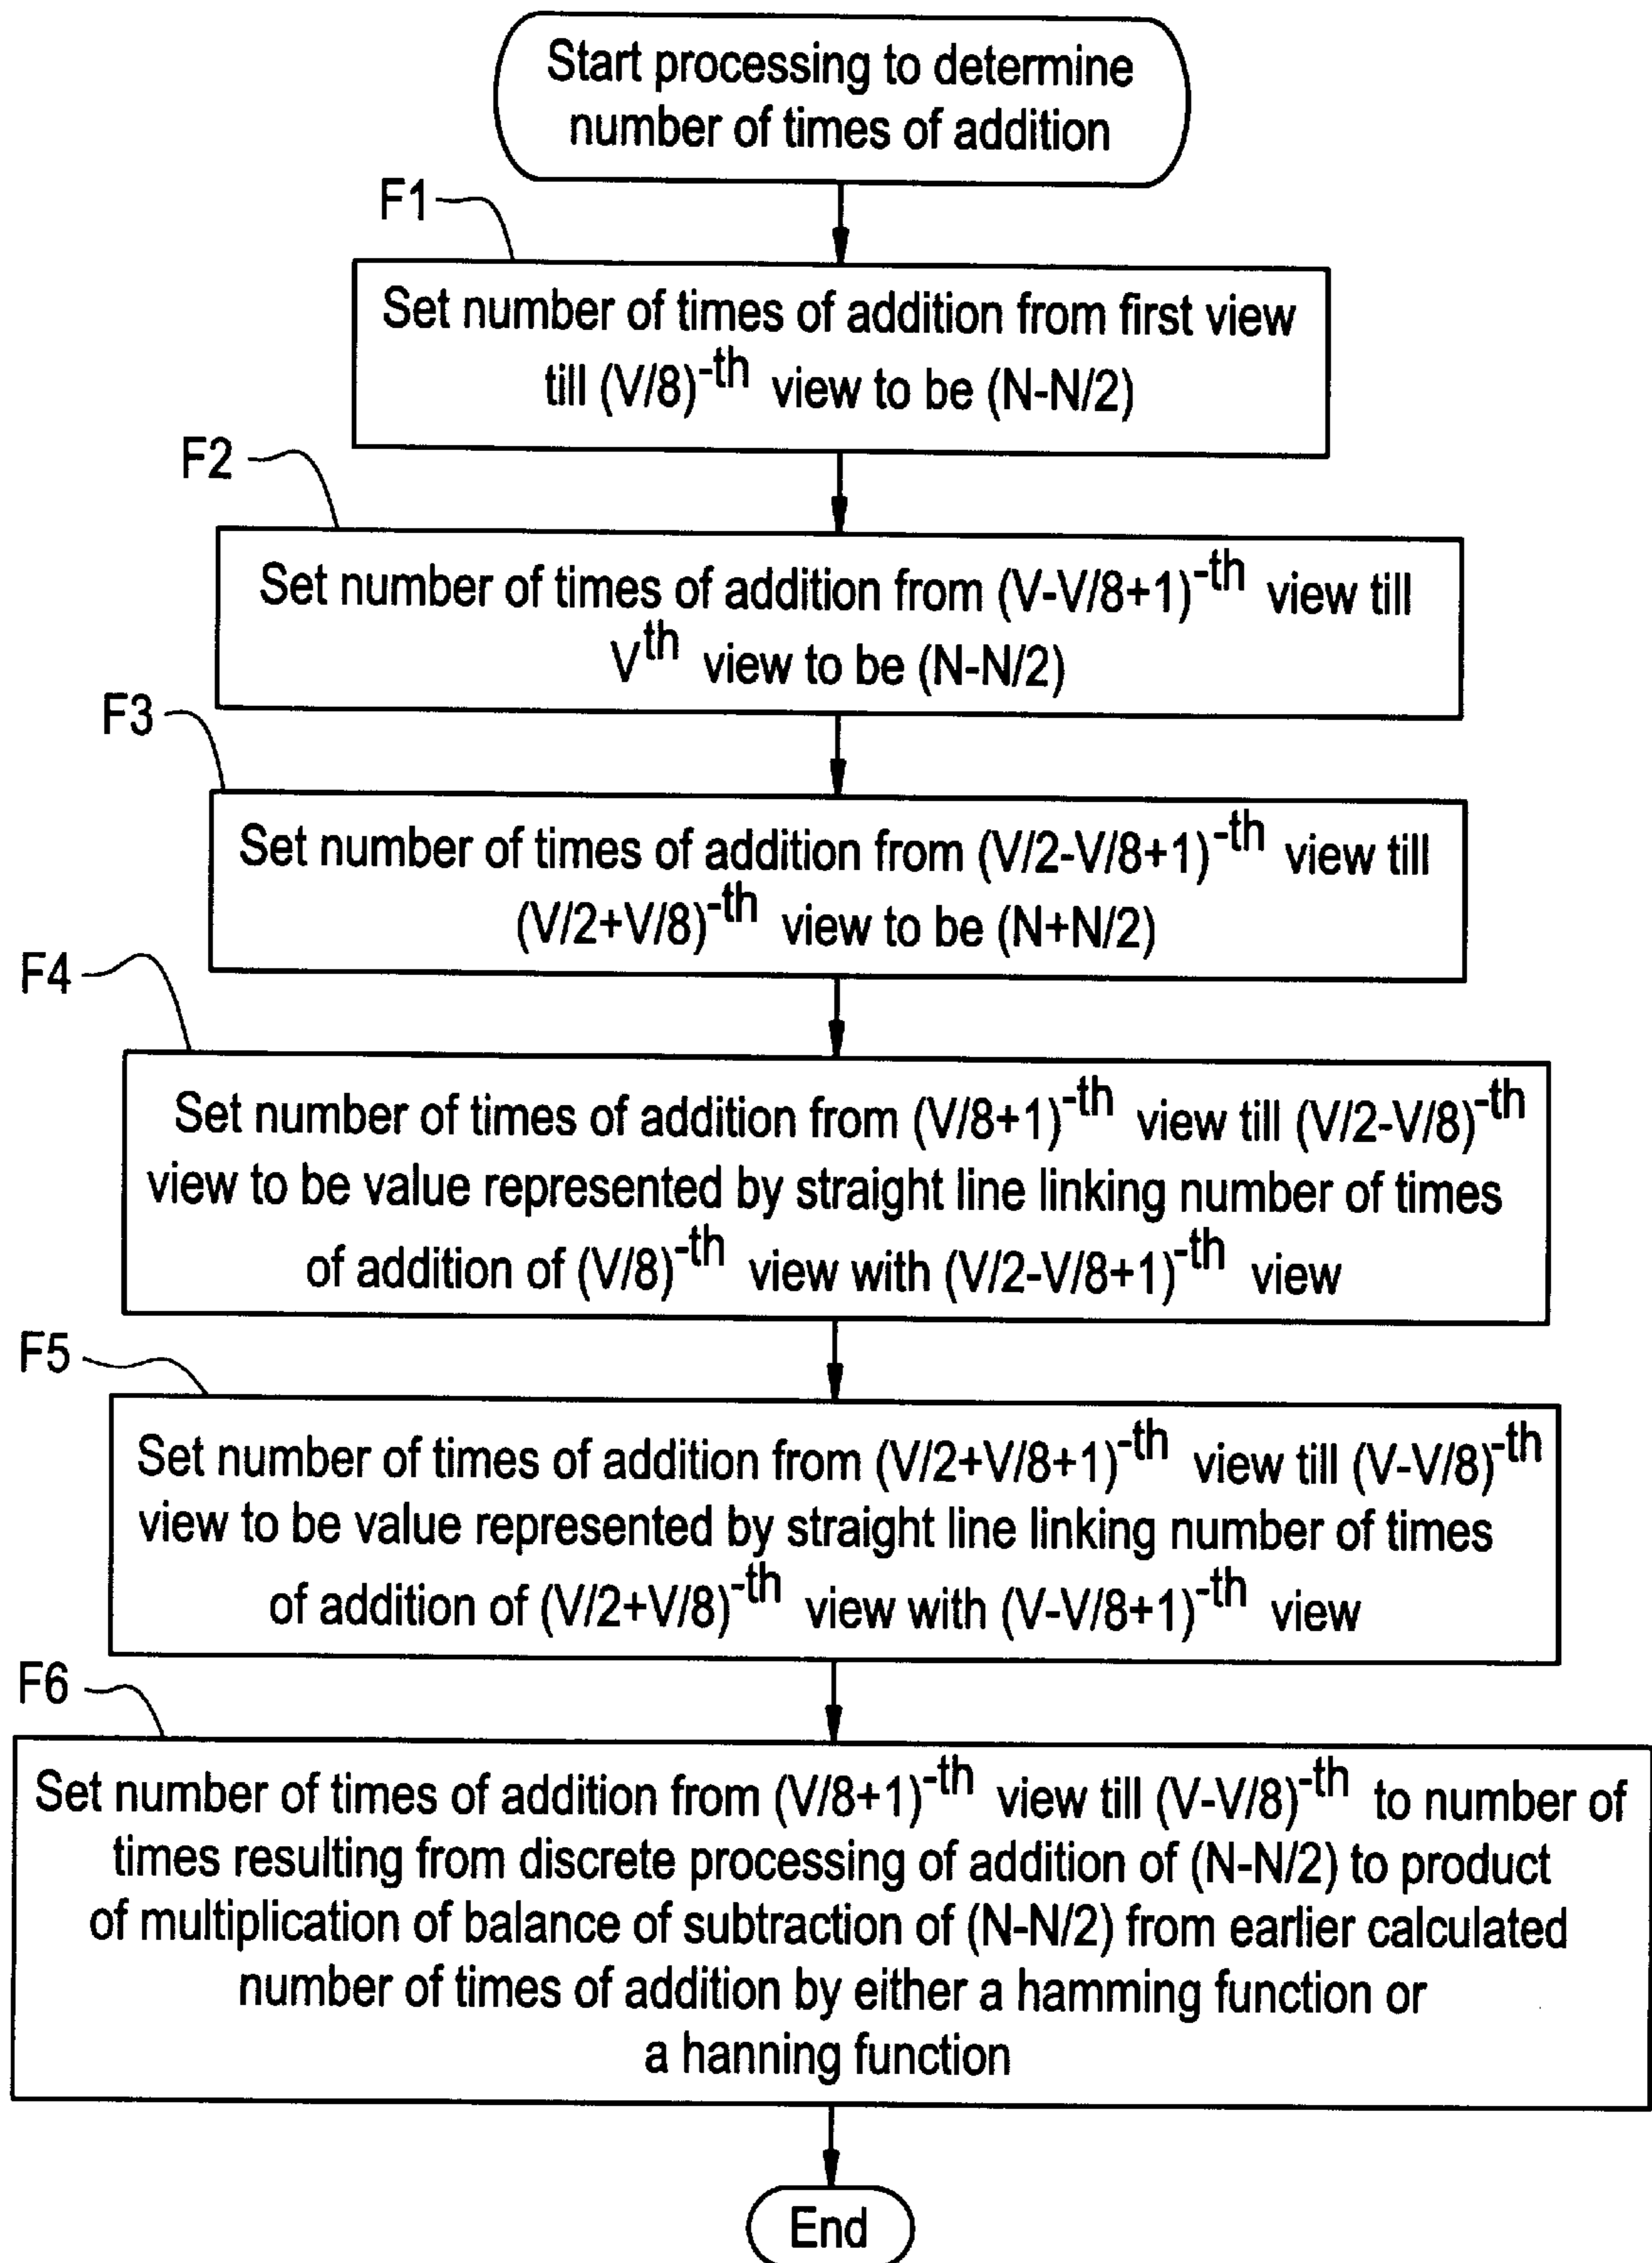 Start processing to determine
number of times of addition
F1
Set number of times of addition from first view
till (V/8)-th view to be (N-N/2)
F2
Set number of times of addition from (V-V/8+1)-th view till
Vth view to be (N-N/2)
F3
Set number of times of addition from (V/2-V/8+1)-th view till
(V/2+V/8)-th view to be (N+N/2)
F4
Set number of times of addition from (V/8+1)-th view till (V/2-V/8)-th
view to be value represented by straight line linking number of times
of addition of (V/8)-th view with (V/2-V/8+1)-th view
F5
Set number of times of addition from (V/2+V/8+1)-th view till (V-V/8)-th
view to be value represented by straight line linking number of times
of addition of (V/2+V/8)-th view with (V-V/8+1)-th view
F6
Set number of times of addition from (V/8+1)-th view till (V-V/8)-th to number of
times resulting from discrete processing of addition of (N-N/2) to product
of multiplication of balance of subtraction of (N-N/2) from earlier calculated
number of times of addition by either a hamming function or
a hanning function
End